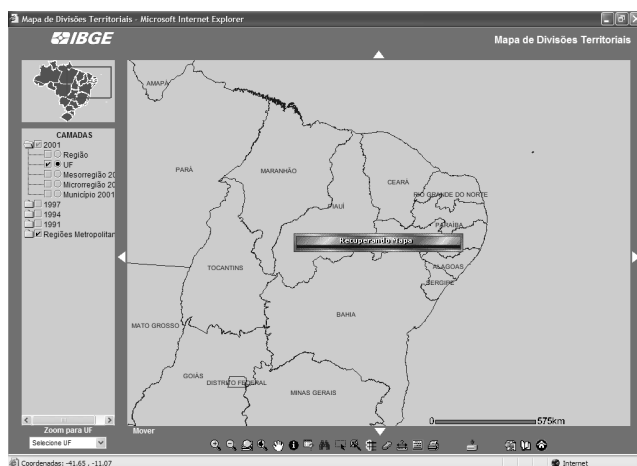 Mapa de Divisões Territoriais - Microsoft Internet Explorer
IBGE
Mapa de Divisões Territoriais
CAMADAS
2001
Região
UF
Mesorregião 20
Microrregião 20
Município 2001
1997
1994
1991
Regiões Metropolitan
Zoom para UF
Selecione UF
AMAPÁ
PARÁ
MARANHÃO
CEARÁ
RIO GRANDE DO NORTE
PIAUÍ
PARAÍBA
Recuperando Mapa
ALAGOAS
SERGIPE
TOCANTINS
BAHIA
MATO GROSSO
GOIÁS
DISTRITO FEDERAL
MINAS GERAIS
0
575km
Mover
Coordenadas: -41.65 , -11.07
Internet